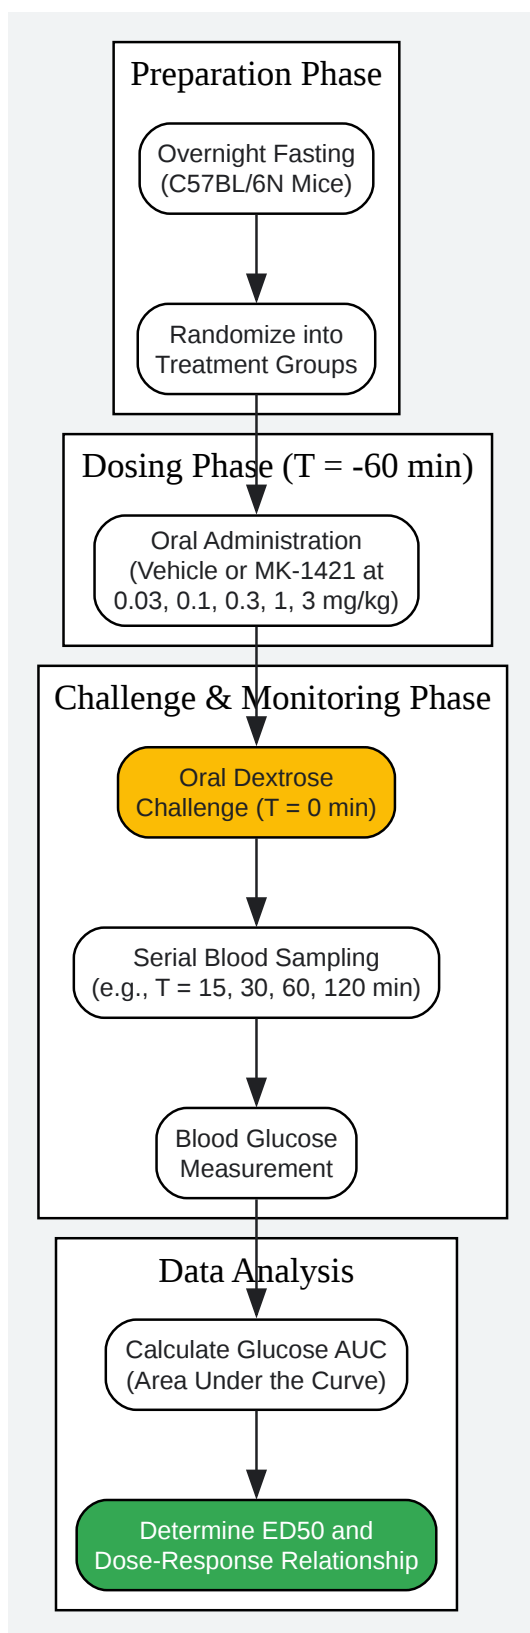 Preparation Phase
Overnight Fasting
(C57BL/6N Mice)
Randomize into
Treatment Groups
Dosing Phase (T = -60 min)
Oral Administration
(Vehicle or MK-1421 at
0.03, 0.1, 0.3, 1, 3 mg/kg)
Challenge & Monitoring Phase
Oral Dextrose
Challenge (T = 0 min)
Serial Blood Sampling
(e.g., T = 15, 30, 60, 120 min)
Blood Glucose
Measurement
Data Analysis
Calculate Glucose AUC
(Area Under the Curve)
Determine ED50 and
Dose-Response Relationship